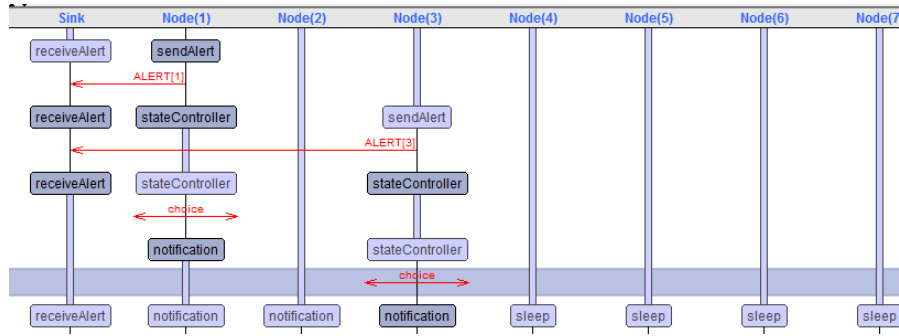 Sink Node(1) Node(2) Node(3) Node(4) Node(5) Node(6) Node(7
receiveAlert sendAlert
ALERT[1]
receiveAlert stateController sendAlert
ALERT[3]
receiveAlert stateController stateController
choice
notification stateController
choice
receiveAlert notification notification notification sleep sleep sleep sleep